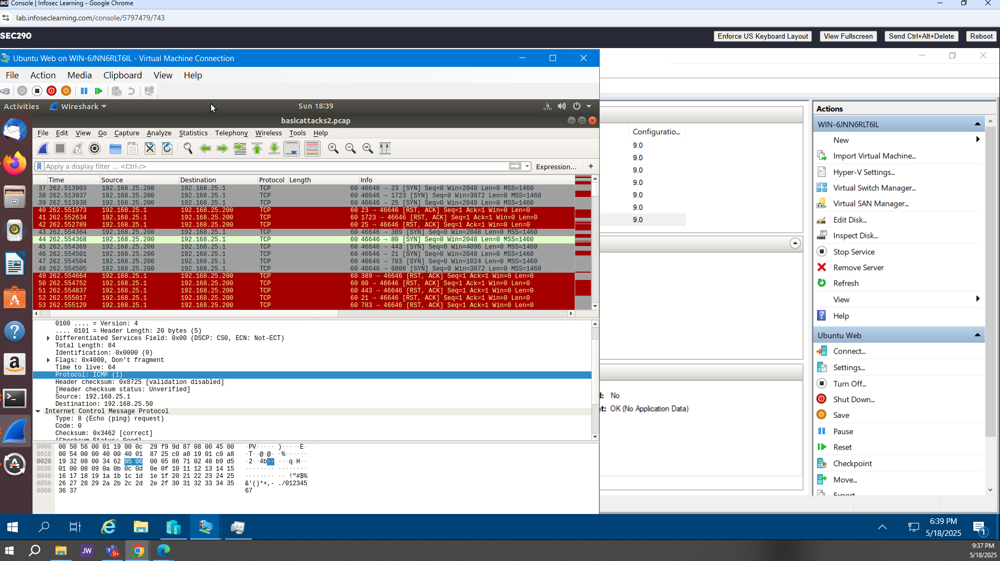 Console | Infosec Learning - Google Chrome
lab.infoseclearning.com/console/5797479/743
SEC290
Enforce US Keyboard Layout
View Fullscreen
Send Ctrl+Alt+Delete
Reboot
Ubuntu Web on WIN-6JNN6RLT6IL - Virtual Machine Connection
File Action Media Clipboard View Help
Activities Wireshark Sun 18:39
basicattacks2.pcap
File Edit View Go Capture Analyze Statistics Telephony Wireless Tools Help
Apply a display filter ... <Ctrl-/> Expression... +
Time Source Destination Protocol Length Info
37 262.513903 192.168.25.200 192.168.25.1 TCP 60 46646 → 23 [SYN] Seq=0 Win=2048 Len=0 MSS=1460
38 262.513937 192.168.25.200 192.168.25.1 TCP 60 46646 → 1723 [SYN] Seq=0 Win=3072 Len=0 MSS=1460
39 262.513938 192.168.25.200 192.168.25.1 TCP 60 46646 → 25 [SYN] Seq=0 Win=2048 Len=0 MSS=1460
40 262.551973 192.168.25.1 192.168.25.200 TCP 60 23 → 46646 [RST, ACK] Seq=1 Ack=1 Win=0 Len=0
41 262.552634 192.168.25.1 192.168.25.200 TCP 60 1723 → 46646 [RST, ACK] Seq=1 Ack=1 Win=0 Len=0
42 262.552789 192.168.25.1 192.168.25.200 TCP 60 25 → 46646 [RST, ACK] Seq=1 Ack=1 Win=0 Len=0
43 262.554364 192.168.25.200 192.168.25.1 TCP 60 46646 → 389 [SYN] Seq=0 Win=2048 Len=0 MSS=1460
44 262.554368 192.168.25.200 192.168.25.1 TCP 60 46646 → 80 [SYN] Seq=0 Win=2048 Len=0 MSS=1460
45 262.554369 192.168.25.200 192.168.25.1 TCP 60 46646 → 443 [SYN] Seq=0 Win=4096 Len=0 MSS=1460
46 262.554501 192.168.25.200 192.168.25.1 TCP 60 46646 → 21 [SYN] Seq=0 Win=2048 Len=0 MSS=1460
47 262.554504 192.168.25.200 192.168.25.1 TCP 60 46646 → 783 [SYN] Seq=0 Win=1024 Len=0 MSS=1460
48 262.554505 192.168.25.200 192.168.25.1 TCP 60 46646 → 6008 [SYN] Seq=0 Win=3072 Len=0 MSS=1460
49 262.554664 192.168.25.1 192.168.25.200 TCP 60 389 → 46646 [RST, ACK] Seq=1 Ack=1 Win=0 Len=0
50 262.554752 192.168.25.1 192.168.25.200 TCP 60 80 → 46646 [RST, ACK] Seq=1 Ack=1 Win=0 Len=0
51 262.554837 192.168.25.1 192.168.25.200 TCP 60 443 → 46646 [RST, ACK] Seq=1 Ack=1 Win=0 Len=0
52 262.555017 192.168.25.1 192.168.25.200 TCP 60 21 → 46646 [RST, ACK] Seq=1 Ack=1 Win=0 Len=0
53 262.555129 192.168.25.1 192.168.25.200 TCP 60 783 → 46646 [RST, ACK] Seq=1 Ack=1 Win=0 Len=0
0100 .... = Version: 4
.... 0101 = Header Length: 20 bytes (5)
Differentiated Services Field: 0x00 (DSCP: CS0, ECN: Not-ECT)
Total Length: 84
Identification: 0x0000 (0)
Flags: 0x4000, Don't fragment
Time to live: 64
Protocol: ICMP (1)
Header checksum: 0x8725 [validation disabled]
[Header checksum status: Unverified]
Source: 192.168.25.1
Destination: 192.168.25.50
Internet Control Message Protocol
Type: 8 (Echo (ping) request)
Code: 0
Checksum: 0x3462 [correct]
[Checksum Status: Good]
0000 00 50 56 00 01 19 00 0c 29 f9 9d 87 08 00 45 00 ·PV····· )·····E·
0010 00 54 00 00 40 00 40 01 87 25 c0 a8 19 01 c0 a8 ·T··@·@· ·%······
0020 19 32 08 00 34 62 95 06 00 05 86 71 02 48 b9 d5 ·2··4b·· ···q·H··
0030 01 00 08 09 0a 0b 0c 0d 0e 0f 10 11 12 13 14 15 ········ ········
0040 16 17 18 19 1a 1b 1c 1d 1e 1f 20 21 22 23 24 25 ········ ·· !"#$%
0050 26 27 28 29 2a 2b 2c 2d 2e 2f 30 31 32 33 34 35 &'()*+,- ./012345
0060 36 37 67
Configuratio...
9.0
9.0
9.0
9.0
9.0
9.0
9.0
No
OK (No Application Data)
Actions
WIN-6JNN6RLT6IL
New
Import Virtual Machine...
Hyper-V Settings...
Virtual Switch Manager...
Virtual SAN Manager...
Edit Disk...
Inspect Disk...
Stop Service
Remove Server
Refresh
View
Help
Ubuntu Web
Connect...
Settings...
Turn Off...
Shut Down...
Save
Pause
Reset
Checkpoint
Move...
Export...
6:39 PM
5/18/2025
1
JW
9+
9:37 PM
5/18/2025